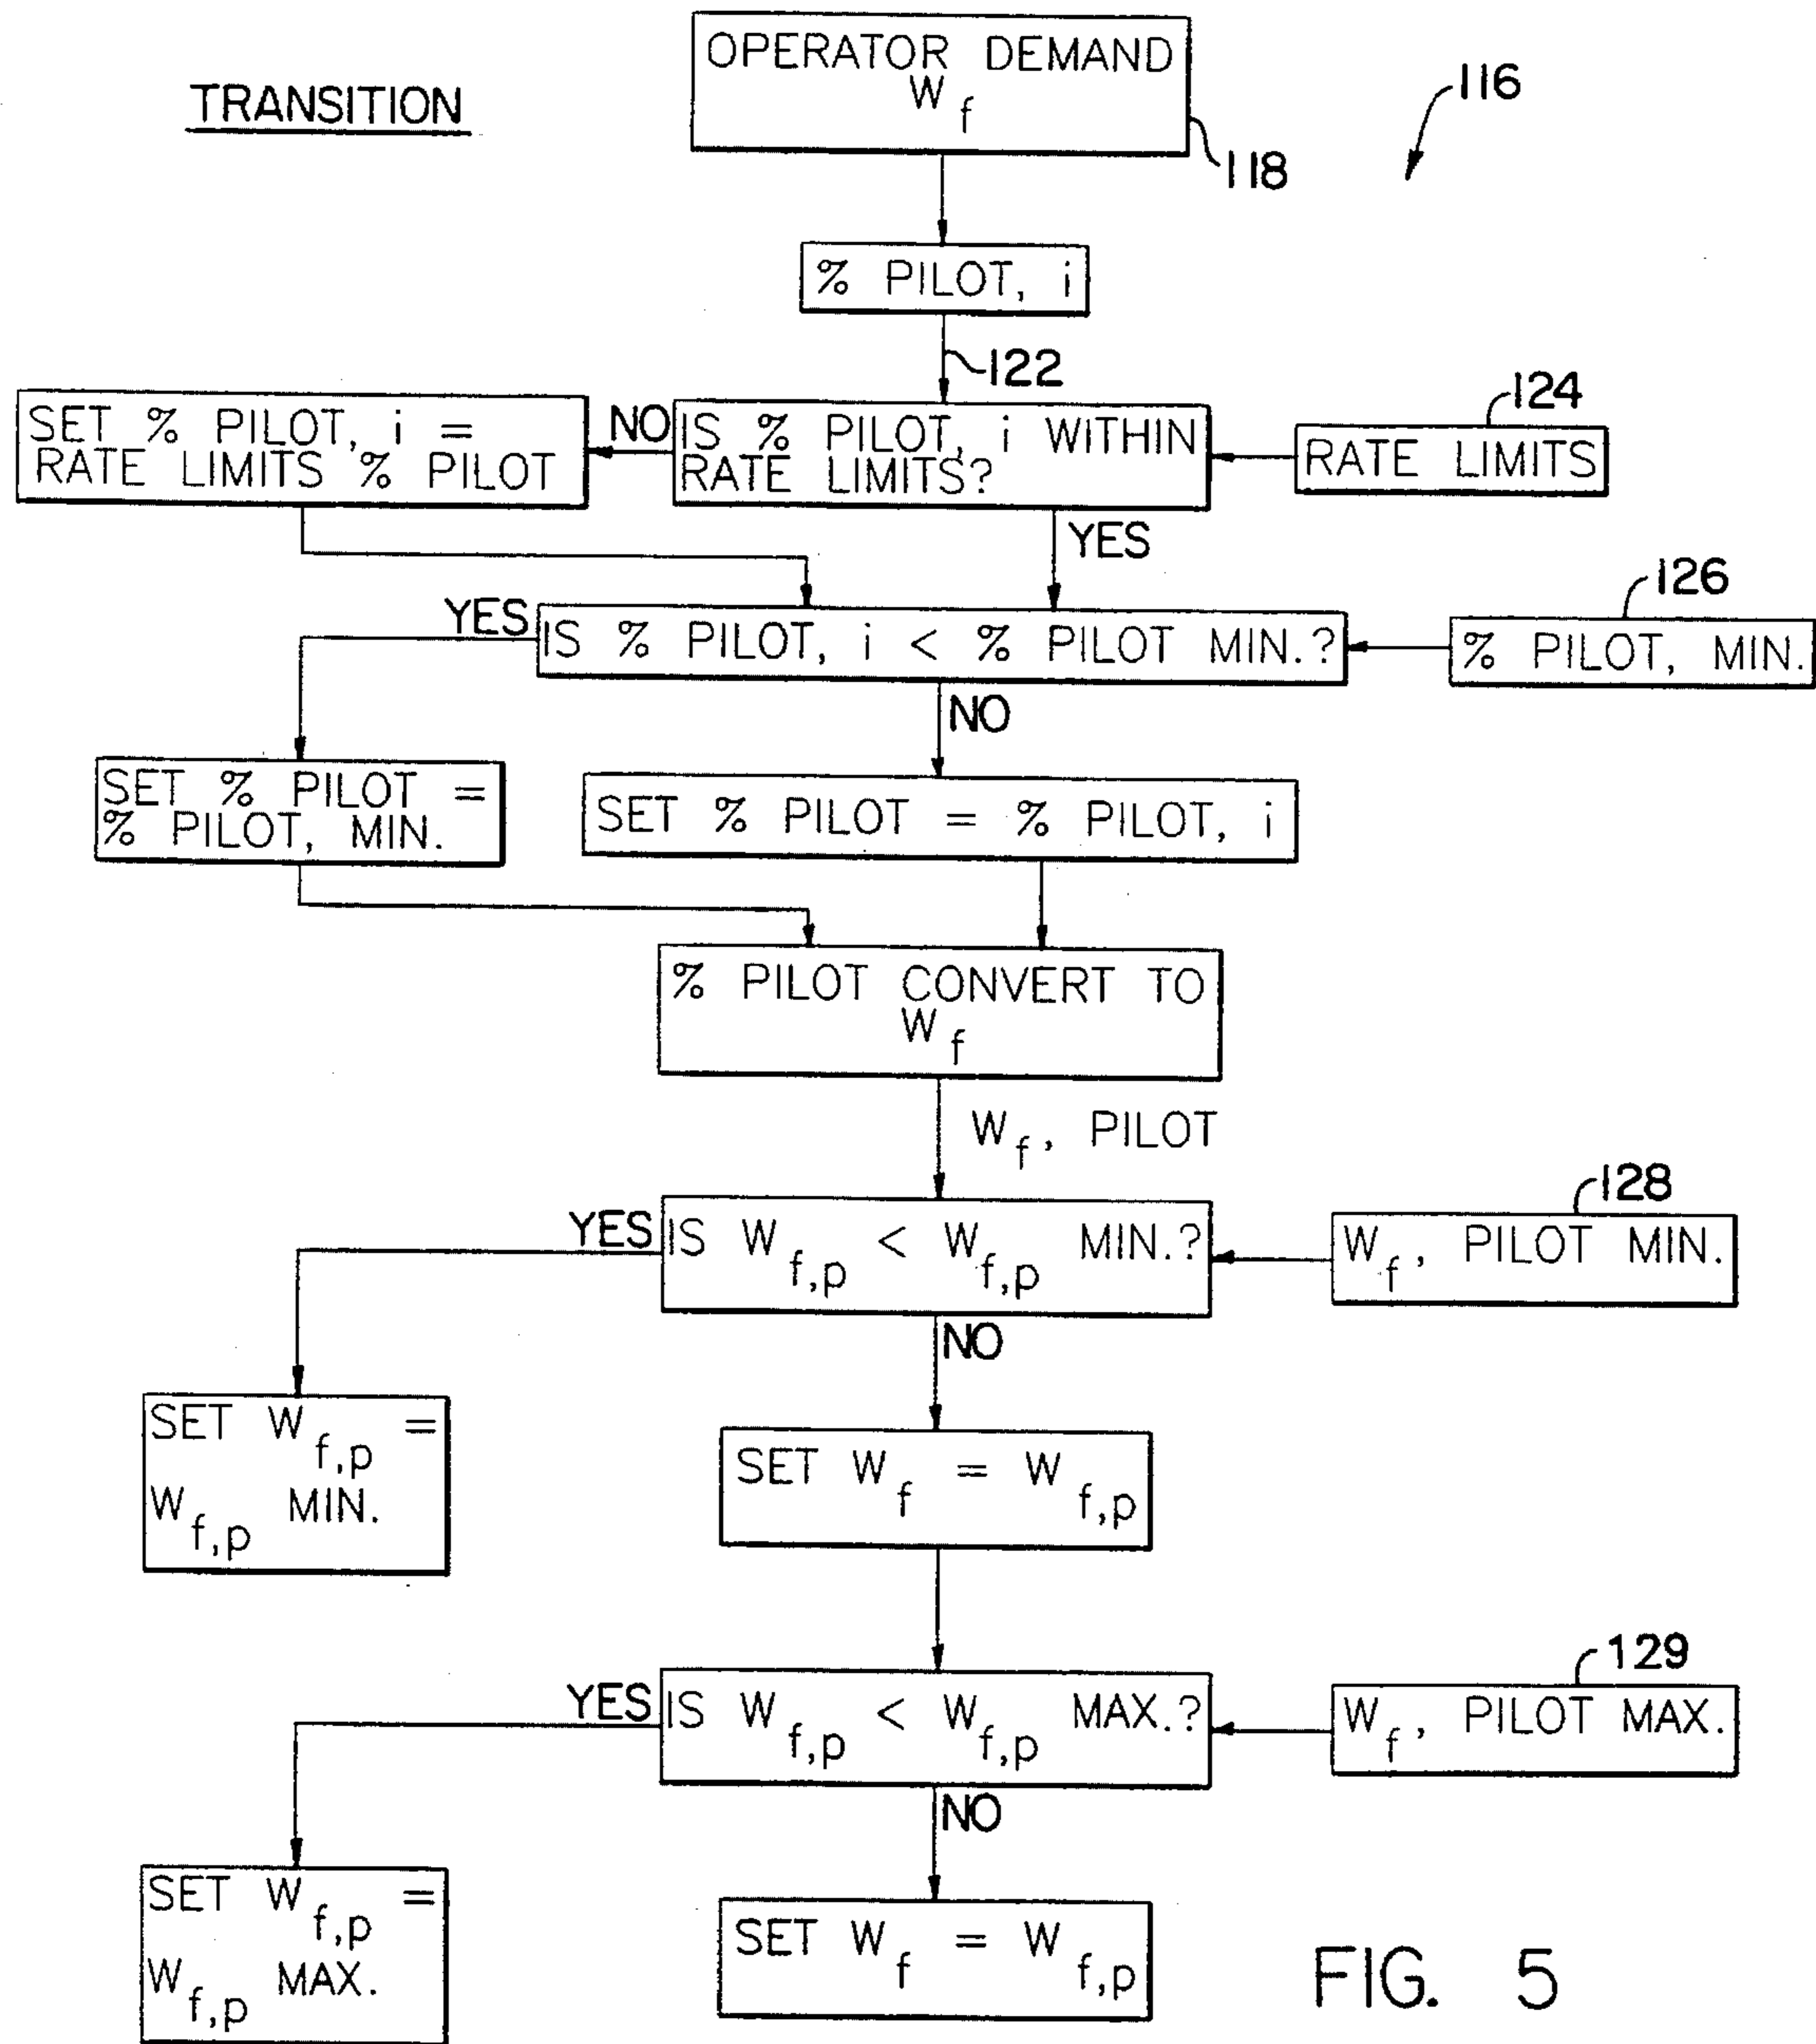 TRANSITION
OPERATOR DEMAND
W f
118
116
% PILOT, i
122
SET % PILOT, i =
RATE LIMITS % PILOT
NO
IS % PILOT, i WITHIN
RATE LIMITS?
124
RATE LIMITS
YES
YES
IS % PILOT, i < % PILOT MIN.?
126
% PILOT, MIN.
NO
SET % PILOT =
% PILOT, MIN.
SET % PILOT = % PILOT, i
% PILOT CONVERT TO
W f
W f, PILOT
YES
IS W f,p < W f,p MIN.?
128
W f, PILOT MIN.
NO
SET W f,p =
W f,p MIN.
SET W f = W f,p
YES
IS W f,p < W f,p MAX.?
129
W f, PILOT MAX.
NO
SET W f,p =
W f,p MAX.
SET W f = W f,p
FIG. 5